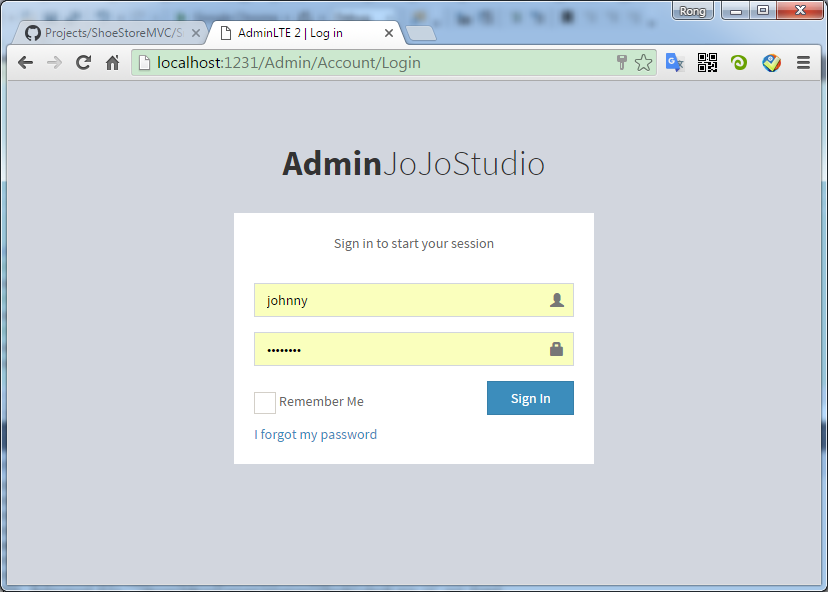 Rong
Projects/ShoeStoreMVC/S
AdminLTE 2 | Log in
localhost:1231/Admin/Account/Login
AdminJoJoStudio
Sign in to start your session
johnny
••••••••
Remember Me
Sign In
I forgot my password